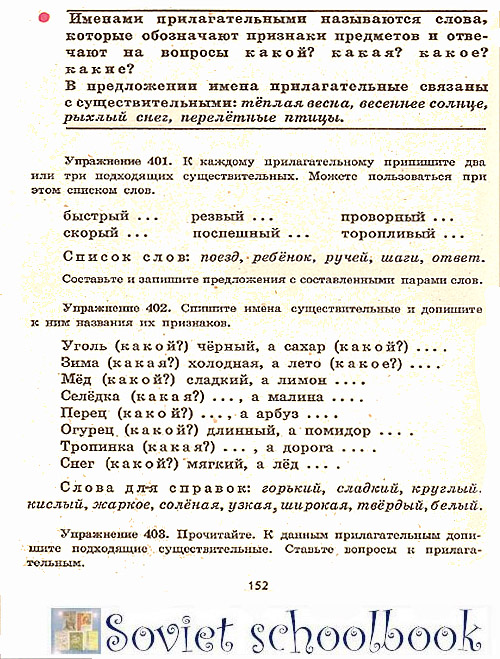 Именами прилагательными называются слова,
которые обозначают признаки предметов и отве-
чают на вопросы какой? какая? какое?
какие?
В предложении имена прилагательные связаны
с существительными: тёплая весна, весеннее солнце,
рыхлый снег, перелётные птицы.
Упражнение 401. К каждому прилагательному припишите два
или три подходящих существительных. Можете пользоваться при
этом списком слов.
быстрый ... резвый ... проворный ...
скорый ... поспешный ... торопливый ...
Список слов: поезд, ребёнок, ручей, шаги, ответ.
Составьте и запишите предложения с составленными парами слов.
Упражнение 402. Спишите имена существительные и допишите
к ним названия их признаков.
Уголь (какой?) чёрный, а сахар (какой?) ....
Зима (какая?) холодная, а лето (какое?) ....
Мёд (какой?) сладкий, а лимон ....
Селёдка (какая?) ..., а малина ....
Перец (какой?) ..., а арбуз ....
Огурец (какой?) длинный, а помидор ....
Тропинка (какая?) ..., а дорога ....
Снег (какой?) мягкий, а лёд ....
Слова для справок: горький, сладкий, круглый,
кислый, жаркое, солёная, узкая, широкая, твёрдый, белый.
Упражнение 403. Прочитайте. К данным прилагательным допи-
шите подходящие существительные. Ставьте вопросы к прилага-
тельным.
152
Soviet schoolbook